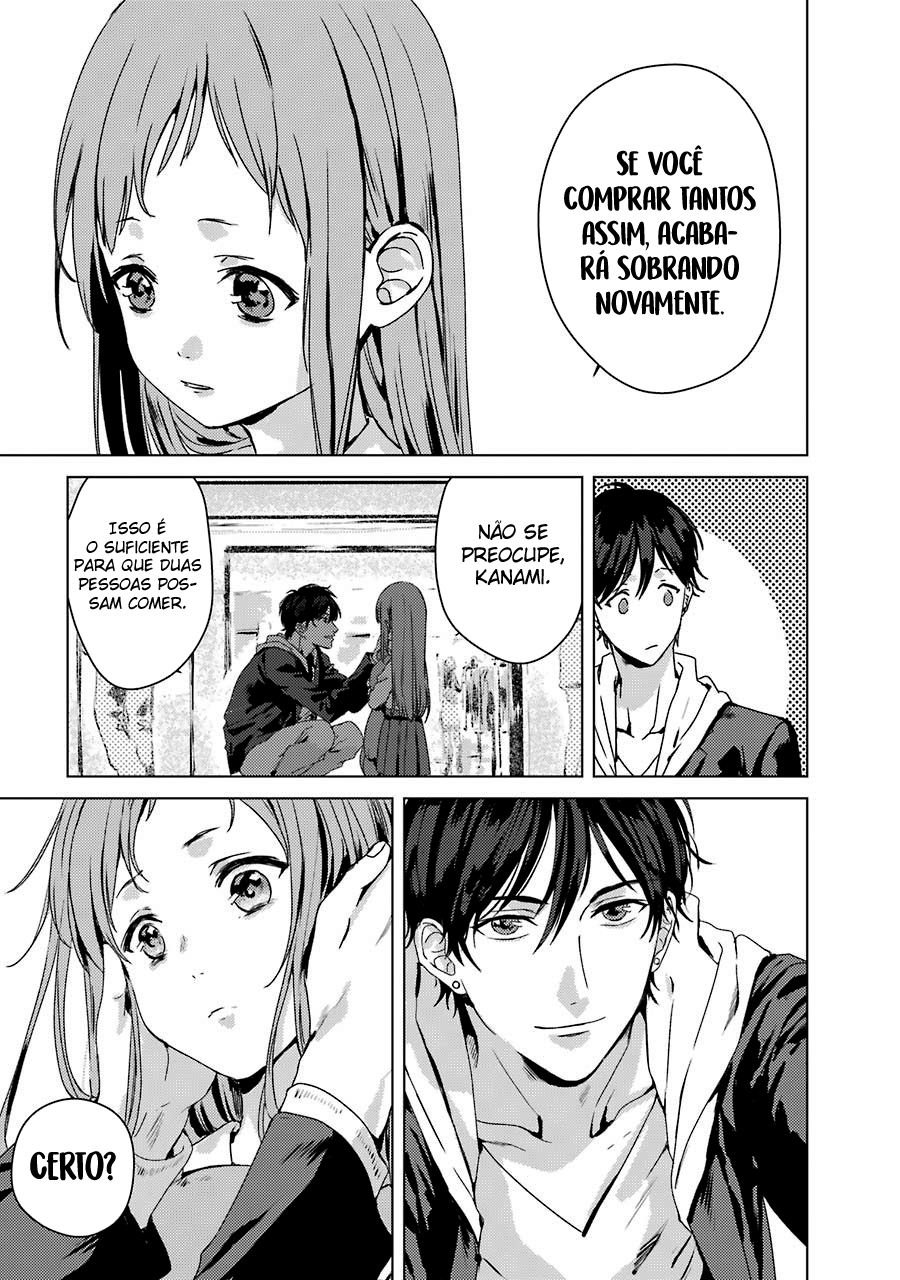 SE VOCÊ
COMPRAR TANTOS
ASSIM, ACABA-
RÁ SOBRANDO
NOVAMENTE.
NÃO SE
PREOCUPE,
KANAMI.
ISSO É
O SUFICIENTE
PARA QUE DUAS
PESSOAS POS-
SAM COMER.
CERTO?